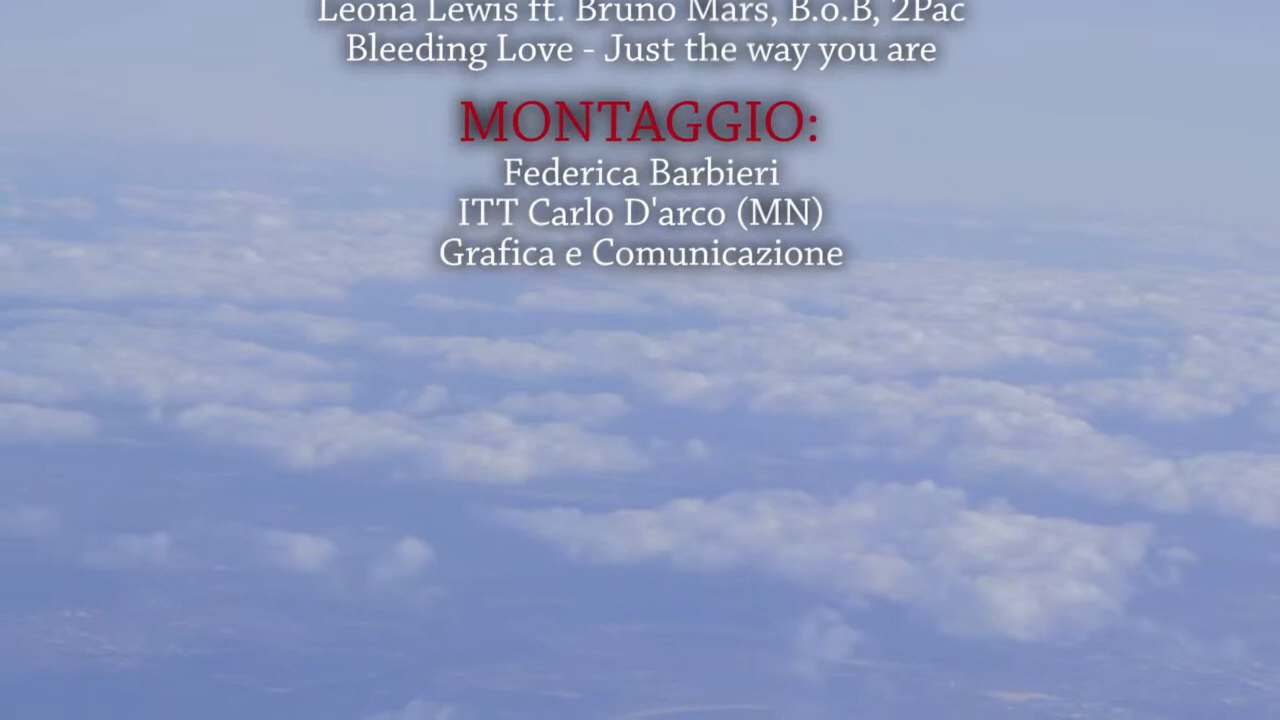 Leona Lewis ft. Bruno Mars, B.o.B, 2Pac
Bleeding Love - Just the way you are
MONTAGGIO:
Federica Barbieri
ITT Carlo D'arco (MN)
Grafica e Comunicazione